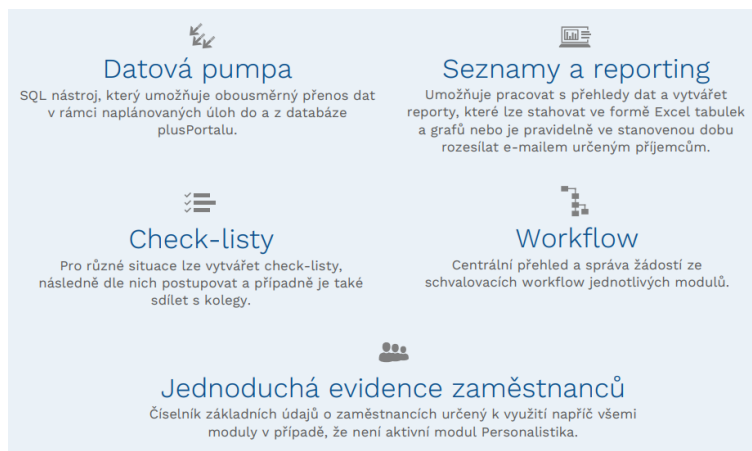 Datová pumpa
SQL nástroj, který umožňuje obousměrný přenos dat
v rámci naplánovaných úloh do a z databáze
plusPortalu.
Seznamy a reporting
Umožňuje pracovat s přehledy dat a vytvářet
reporty, které lze stahovat ve formě Excel tabulek
a grafů nebo je pravidelně ve stanovenou dobu
rozesílat e-mailem určeným příjemcům.
Check-listy
Pro různé situace lze vytvářet check-listy,
následně dle nich postupovat a případně je také
sdílet s kolegy.
Workflow
Centrální přehled a správa žádostí ze
schvalovacích workflow jednotlivých modulů.
Jednoduchá evidence zaměstnanců
Číselník základních údajů o zaměstnancích určený k využití napříč všemi
moduly v případě, že není aktivní modul Personalistika.